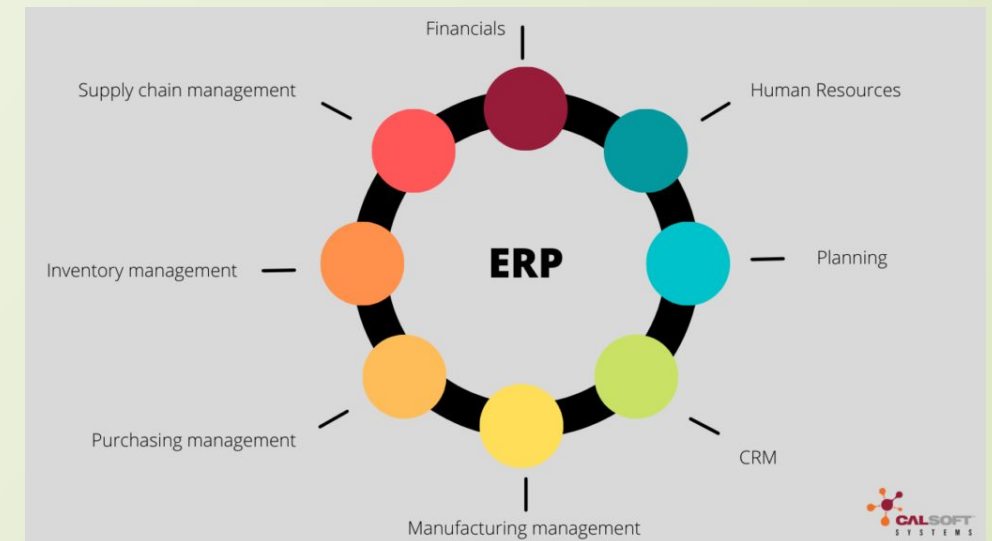 Financials
Supply chain management
Human Resources
Inventory management
ERP
Planning
Purchasing management
CRM
Manufacturing management
CALSOFT
SYSTEMS